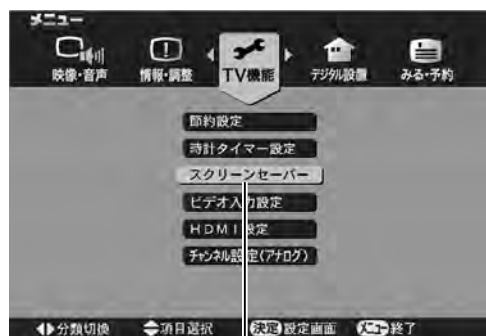 メニュー
映像・音声 情報・調整 TV機能 デジタル設置 みる・予約
節約設定
時計タイマー設定
スクリーンセーバー
ビデオ入力設定
HDMI設定
チャンネル設定(アナログ)
分類切換 項目選択 決定 設定画面 メニュー 終了